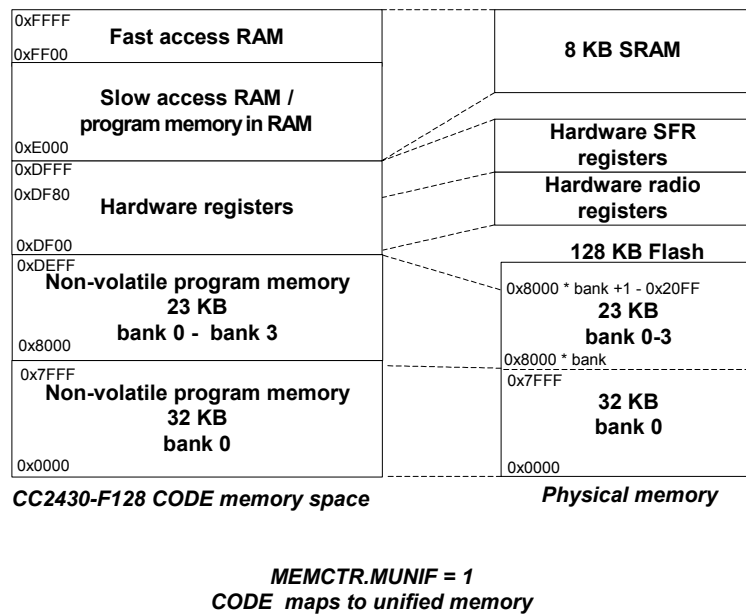 0xFFFF
Fast access RAM
0xFF00
Slow access RAM /
program memory in RAM
0xE000
0xDFFF
0xDF80
Hardware registers
0xDF00
0xDEFF
Non-volatile program memory
23 KB
bank 0 - bank 3
0x8000
0x7FFF
Non-volatile program memory
32 KB
bank 0
0x0000
CC2430-F128 CODE memory space
8 KB SRAM
Hardware SFR
registers
Hardware radio
registers
128 KB Flash
0x8000 * bank +1 - 0x20FF
23 KB
bank 0-3
0x8000 * bank
0x7FFF
32 KB
bank 0
0x0000
Physical memory
MEMCTR.MUNIF = 1
CODE maps to unified memory